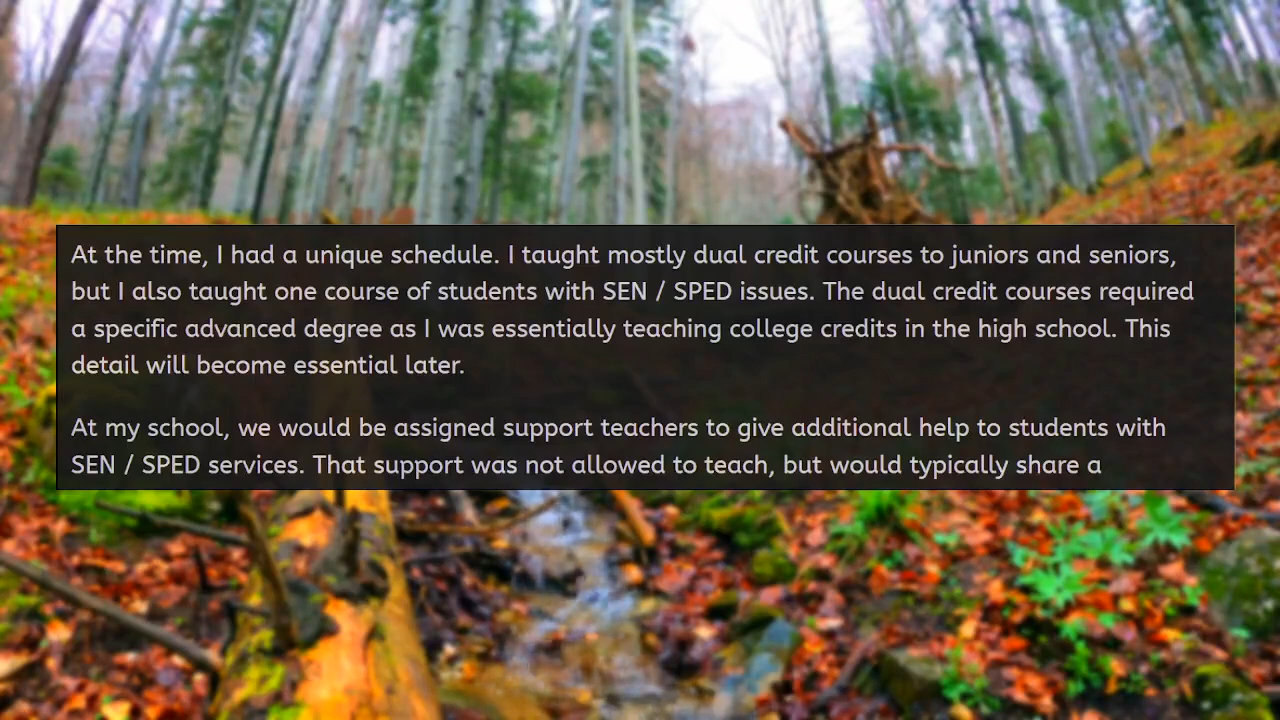 At the time, I had a unique schedule. I taught mostly dual credit courses to juniors and seniors,
but I also taught one course of students with SEN / SPED issues. The dual credit courses required
a specific advanced degree as I was essentially teaching college credits in the high school. This
detail will become essential later.
At my school, we would be assigned support teachers to give additional help to students with
SEN / SPED services. That support was not allowed to teach, but would typically share a